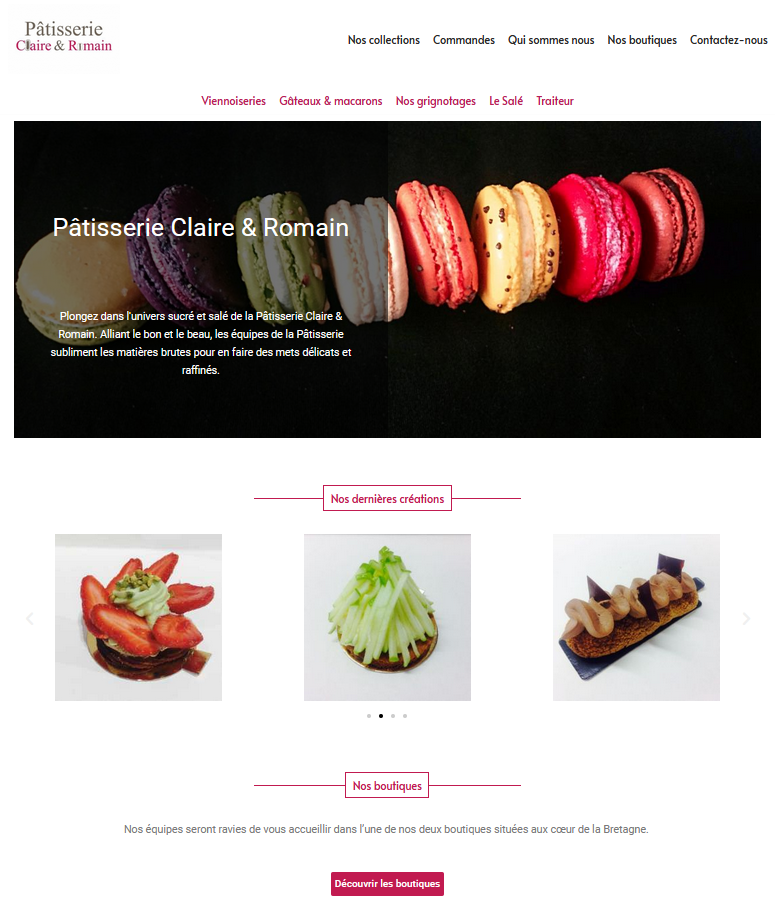 Pâtisserie
Claire & Romain
Nos collections Commandes Qui sommes nous Nos boutiques Contactez-nous
Viennoiseries Gâteaux & macarons Nos grignotages Le Salé Traiteur
Pâtisserie Claire & Romain
Plongez dans l'univers sucré et salé de la Pâtisserie Claire &
Romain. Alliant le bon et le beau, les équipes de la Pâtisserie
subliment les matières brutes pour en faire des mets délicats et
raffinés.
Nos dernières créations
Nos boutiques
Nos équipes seront ravies de vous accueillir dans l'une de nos deux boutiques situées aux cœur de la Bretagne.
Découvrir les boutiques